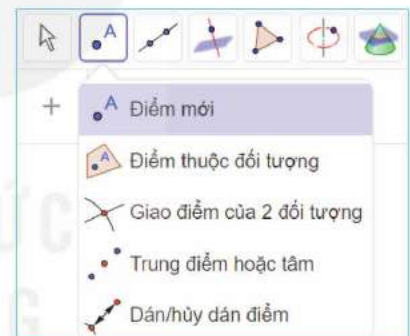 A
A Điểm mới
A Điểm thuộc đối tượng
Giao điểm của 2 đối tượng
Trung điểm hoặc tâm
Dán/hủy dán điểm
ỨC
G